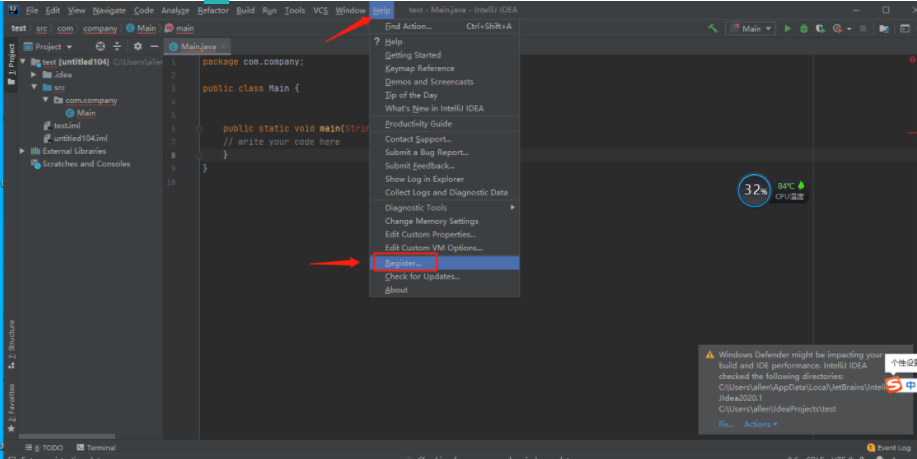 File Edit View Navigate Code Analyze Refactor Build Run Tools VCS Window Help test - Main.java - IntelliJ IDEA
test src com company Main main
Main
Project
Main.java
1: Project
test [untitled104] C:\Users\allen
.idea
src
com.company
Main
test.iml
untitled104.iml
External Libraries
Scratches and Consoles
1 package com.company;
2
3 public class Main {
4
5
6 public static void main(Strin
7 // write your code here
8 }
9 }
10
Find Action... Ctrl+Shift+A
? Help
Getting Started
Keymap Reference
Demos and Screencasts
Tip of the Day
What's New in IntelliJ IDEA
Productivity Guide
Contact Support...
Submit a Bug Report...
Submit Feedback...
Show Log in Explorer
Collect Logs and Diagnostic Data
Diagnostic Tools
Change Memory Settings
Edit Custom Properties...
Edit Custom VM Options...
Register...
Check for Updates...
About
32%
84℃
CPU温度
Windows Defender might be impacting your
build and IDE performance. IntelliJ IDEA
checked the following directories:
C:\Users\allen\AppData\Local\JetBrains\Intelli
JIdea2020.1
C:\Users\allen\IdeaProjects\test
Fix... Actions
个性设置
S 中
7: Structure
2: Favorites
6: TODO Terminal
1 Event Log